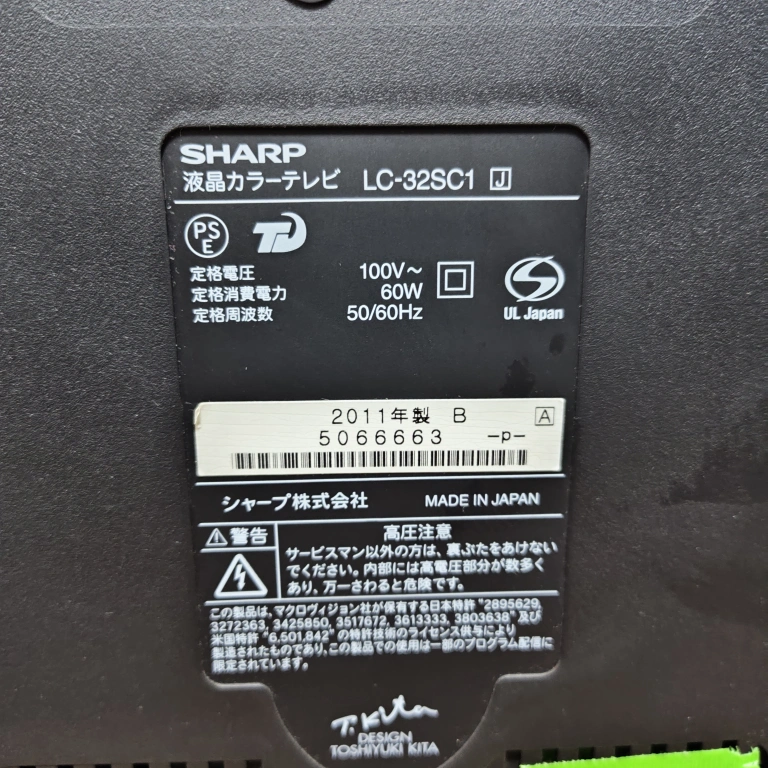 SHARP
液晶カラーテレビ LC-32SC1 J
PS
E
定格電圧 100V～
定格消費電力 60W
定格周波数 50/60Hz
S
UL Japan
2011年製 B A
5066663 -p-
シャープ株式会社 MADE IN JAPAN
警告 高圧注意
サービスマン以外の方は、裏ぶたをあけない
でください。内部には高電圧部分が数多く
あり、万一さわると危険です。
この製品は、マクロヴィジョン社が保有する日本特許 "2895629,
3272363, 3425850, 3517672, 3613333, 3803638" 及び
米国特許 "6,501,842" の特許技術のライセンス供与により
製造されたものであり、この製品での使用は一部のプログラム配信に
限定されています。
T. Kita
DESIGN
TOSHIYUKI KITA